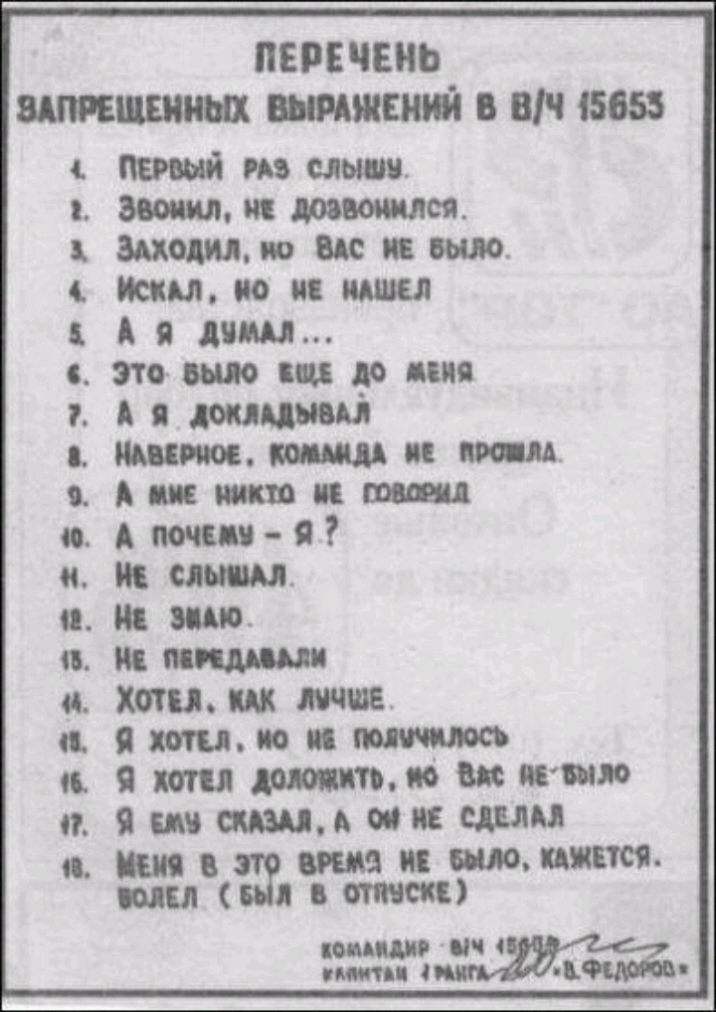 ПЕРЕЧЕНЬ
ЗАПРЕЩЕННЫХ ВЫРАЖЕНИЙ В В/Ч 15653
1. ПЕРВЫЙ РАЗ СЛЫШУ.
2. ЗВОНИЛ, НЕ ДОЗВОНИЛСЯ.
3. ЗАХОДИЛ, НО ВАС НЕ БЫЛО.
4. ИСКАЛ, НО НЕ НАШЕЛ
5. А Я ДУМАЛ...
6. ЭТО БЫЛО ЕЩЕ ДО МЕНЯ
7. А Я ДОКЛАДЫВАЛ
8. НАВЕРНОЕ, КОМАНДА НЕ ПРОШЛА.
9. А МНЕ НИКТО НЕ ГОВОРИЛ
10. А ПОЧЕМУ – Я?
11. НЕ СЛЫШАЛ.
12. НЕ ЗНАЮ.
13. НЕ ПЕРЕДАВАЛИ
14. ХОТЕЛ, КАК ЛУЧШЕ.
15. Я ХОТЕЛ, НО НЕ ПОЛУЧИЛОСЬ
16. Я ХОТЕЛ ДОЛОЖИТЬ, НО ВАС НЕ БЫЛО
17. Я ЕМУ СКАЗАЛ, А ОН НЕ СДЕЛАЛ
18. МЕНЯ В ЭТО ВРЕМЯ НЕ БЫЛО, КАЖЕТСЯ.
БОЛЕЛ (БЫЛ В ОТПУСКЕ)
КОМАНДИР В/Ч 15653
КАПИТАН 1 РАНГА «В.ФЕДОРОВ»